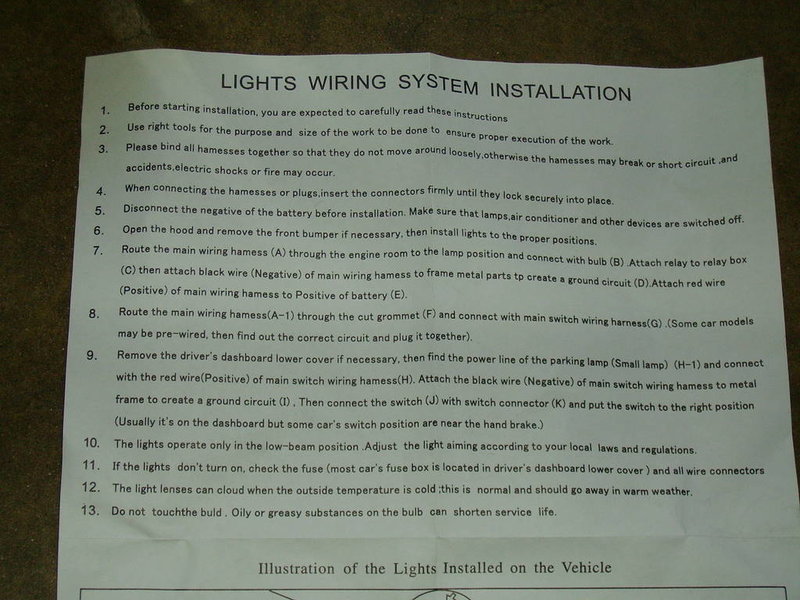 LIGHTS WIRING SYSTEM INSTALLATION
1. Before starting installation, you are expected to carefully read these instructions
2. Use right tools for the purpose and size of the work to be done to ensure proper execution of the work.
3. Please bind all hamesses together so that they do not move around loosely,otherwise the hamesses may break or short circuit ,and
accidents,electric shocks or fire may occur.
4. When connecting the hamesses or plugs,insert the connectors firmly until they lock securely into place.
5. Disconnect the negative of the battery before installation. Make sure that lamps,air conditioner and other devices are switched off.
6. Open the hood and remove the front bumper if necessary, then install lights to the proper positions.
7. Route the main wiring hamess (A) through the engine room to the lamp position and connect with bulb (B) .Attach relay to relay box
(C) then attach black wire (Negative) of main wiring hamess to frame metal parts tp create a ground circuit (D).Attach red wire
(Positive) of main wiring hamess to Positive of battery (E).
8. Route the main wiring hamess(A-1) through the cut grommet (F) and connect with main switch wiring harness(G) .(Some car models
may be pre-wired, then find out the correct circuit and plug it together).
9. Remove the driver's dashboard lower cover if necessary, then find the power line of the parking lamp (Small lamp) (H-1) and connect
with the red wire(Positive) of main switch wiring hamess(H). Attach the black wire (Negative) of main switch wiring hamess to metal
frame to create a ground circuit (I) , Then connect the switch (J) with switch connector (K) and put the switch to the right position
(Usually it's on the dashboard but some car's switch position are near the hand brake.)
10. The lights operate only in the low-beam position .Adjust the light aiming according to your local laws and regulations.
11. If the lights don't turn on, check the fuse (most car's fuse box is located in driver's dashboard lower cover ) and all wire connectors
12. The light lenses can cloud when the outside temperature is cold ;this is normal and should go away in warm weather.
13. Do not touchthe buld . Oily or greasy substances on the bulb can shorten service life.
Illustration of the Lights Installed on the Vehicle